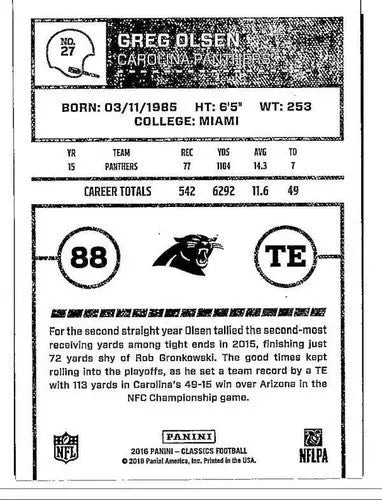 NO.
27
GREG OLSEN
CAROLINA PANTHERS
BORN: 03/11/1985 HT: 6'5" WT: 253
COLLEGE: MIAMI
YR TEAM REC YDS AVG TD
15 PANTHERS 77 1104 14.3 7
CAREER TOTALS 542 6292 11.6 49
88
TE
For the second straight year Olsen tallied the second-most
receiving yards among tight ends in 2015, finishing just
72 yards shy of Rob Gronkowski. The good times kept
rolling into the playoffs, as he set a team record by a TE
with 113 yards in Carolina's 49-15 win over Arizona in the
NFC Championship game.
PANINI
2016 PANINI – CLASSICS FOOTBALL
© 2016 Panini America, Inc. Printed in the USA.
NFL
NFLPA